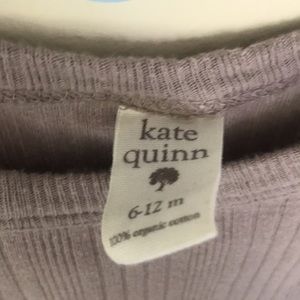 kate
quinn
6-12 m
100% organic cotton